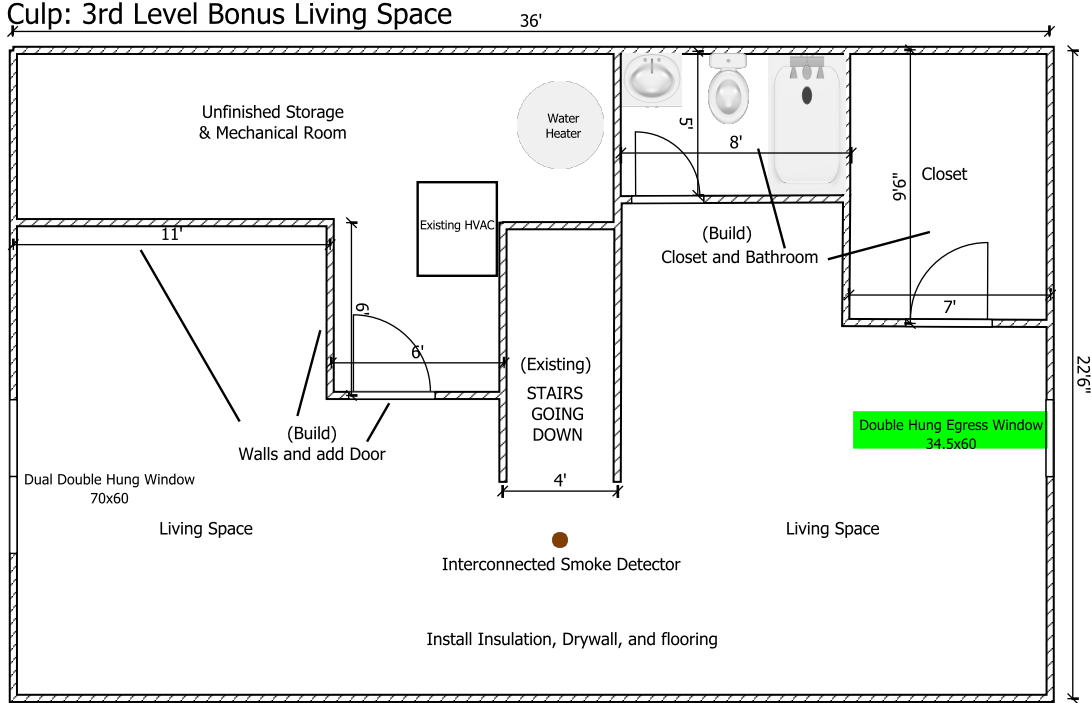 Culp: 3rd Level Bonus Living Space
36'
Unfinished Storage
& Mechanical Room
Water
Heater
5'
8'
Closet
9'6"
Existing HVAC
11'
(Build)
Closet and Bathroom
7'
6'
6'
(Existing)
STAIRS
GOING
DOWN
22'6"
(Build)
Walls and add Door
Double Hung Egress Window
34.5x60
Dual Double Hung Window
70x60
4'
Living Space
Living Space
Interconnected Smoke Detector
Install Insulation, Drywall, and flooring